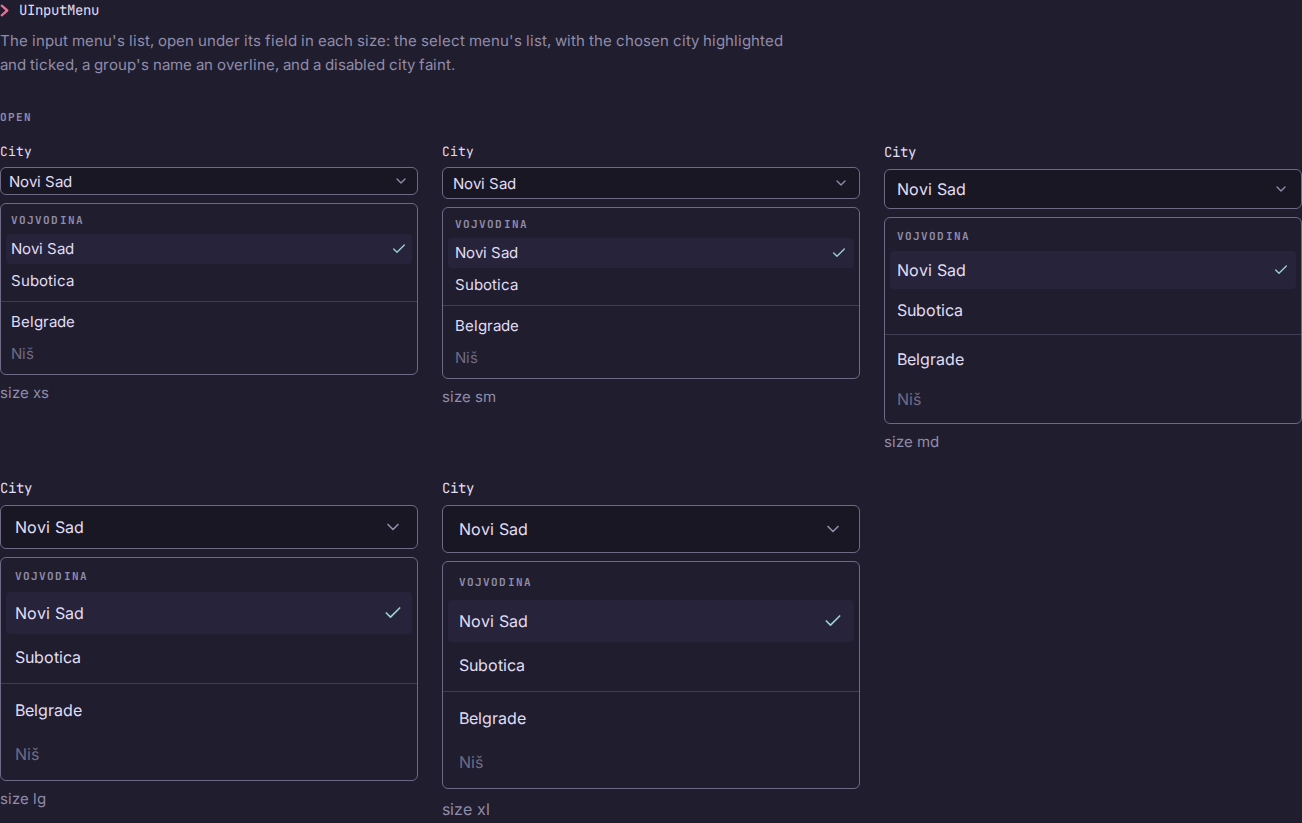 UInputMenu
The input menu's list, open under its field in each size: the select menu's list, with the chosen city highlighted
and ticked, a group's name an overline, and a disabled city faint.
OPEN
City
Novi Sad
VOJVODINA
Novi Sad
Subotica
Belgrade
Niš
size xs
City
Novi Sad
VOJVODINA
Novi Sad
Subotica
Belgrade
Niš
size sm
City
Novi Sad
VOJVODINA
Novi Sad
Subotica
Belgrade
Niš
size md
City
Novi Sad
VOJVODINA
Novi Sad
Subotica
Belgrade
Niš
size lg
City
Novi Sad
VOJVODINA
Novi Sad
Subotica
Belgrade
Niš
size xl